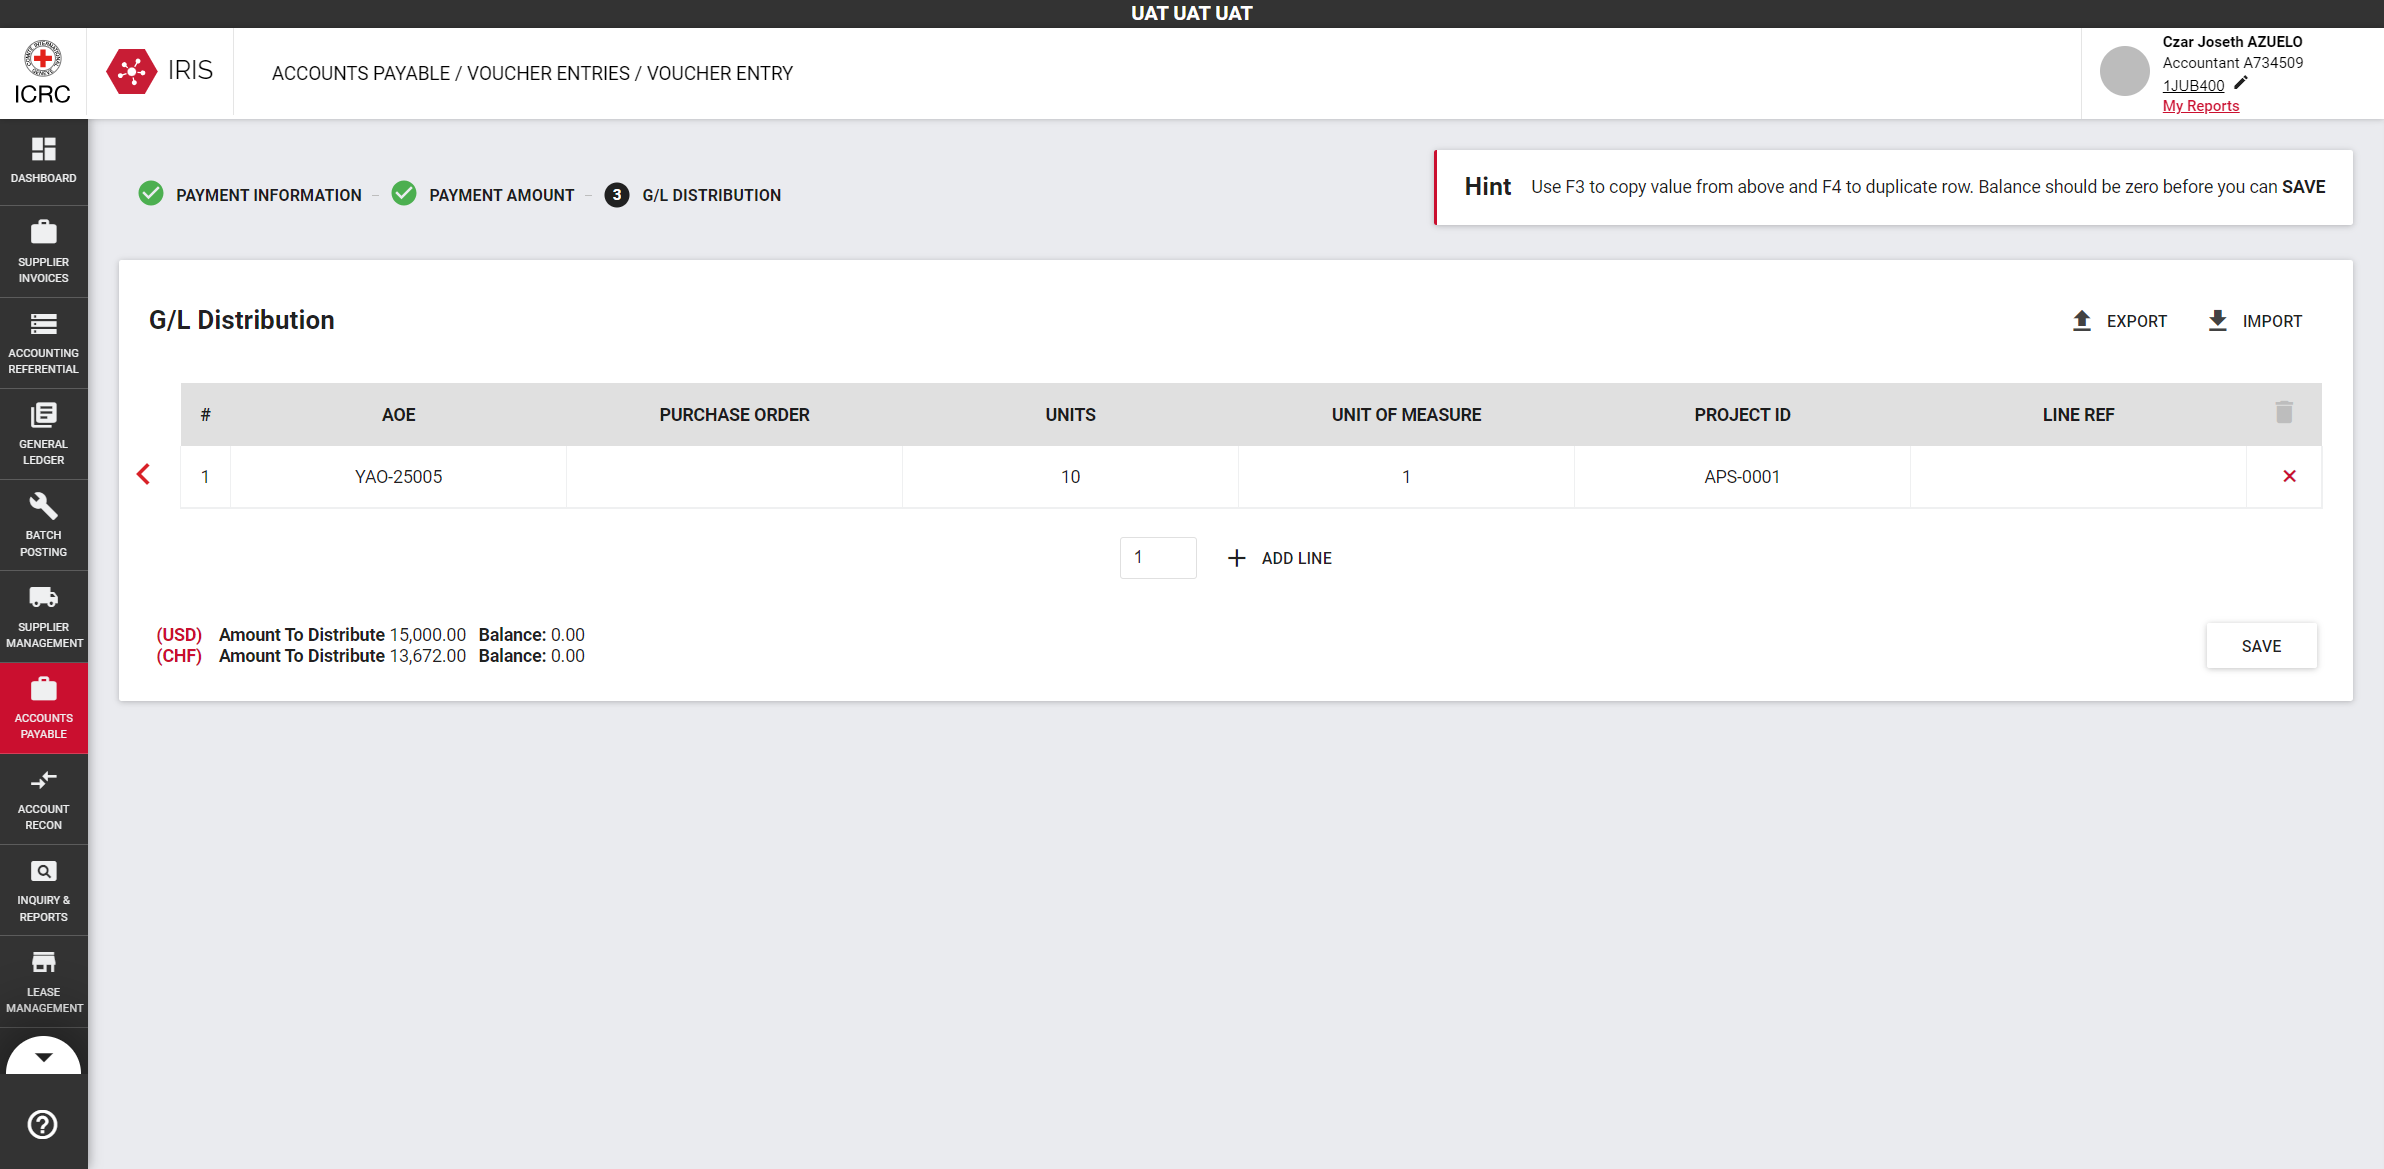 UAT UAT UAT
ICRC
IRIS
ACCOUNTS PAYABLE / VOUCHER ENTRIES / VOUCHER ENTRY
Czar Joseth AZUELO
Accountant A734509
1JUB400
My Reports
DASHBOARD
SUPPLIER
INVOICES
ACCOUNTING
REFERENTIAL
GENERAL
LEDGER
BATCH
POSTING
SUPPLIER
MANAGEMENT
ACCOUNTS
PAYABLE
ACCOUNT
RECON
INQUIRY &
REPORTS
LEASE
MANAGEMENT
PAYMENT INFORMATION
PAYMENT AMOUNT
3 G/L DISTRIBUTION
Hint Use F3 to copy value from above and F4 to duplicate row. Balance should be zero before you can SAVE
G/L Distribution
EXPORT
IMPORT
# AOE PURCHASE ORDER UNITS UNIT OF MEASURE PROJECT ID LINE REF
1 YAO-25005 10 1 APS-0001
1 ADD LINE
(USD) Amount To Distribute 15,000.00 Balance: 0.00
(CHF) Amount To Distribute 13,672.00 Balance: 0.00
SAVE